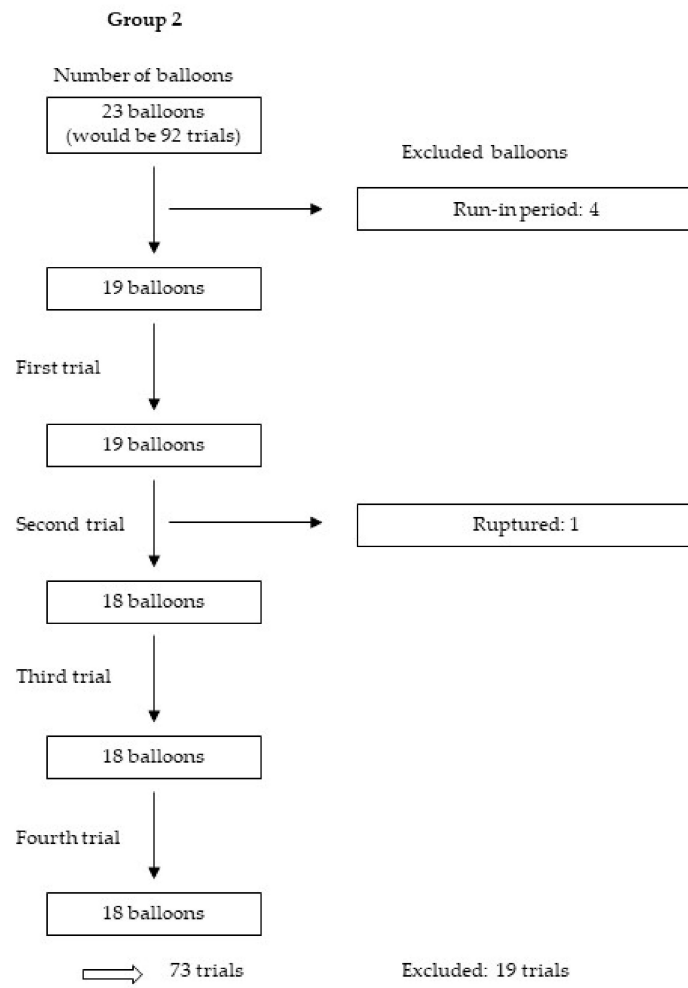 Group 2
Number of balloons
23 balloons
(would be 92 trials)
Excluded balloons
Run-in period: 4
19 balloons
First trial
19 balloons
Second trial
Ruptured: 1
18 balloons
Third trial
18 balloons
Fourth trial
18 balloons
73 trials
Excluded: 19 trials